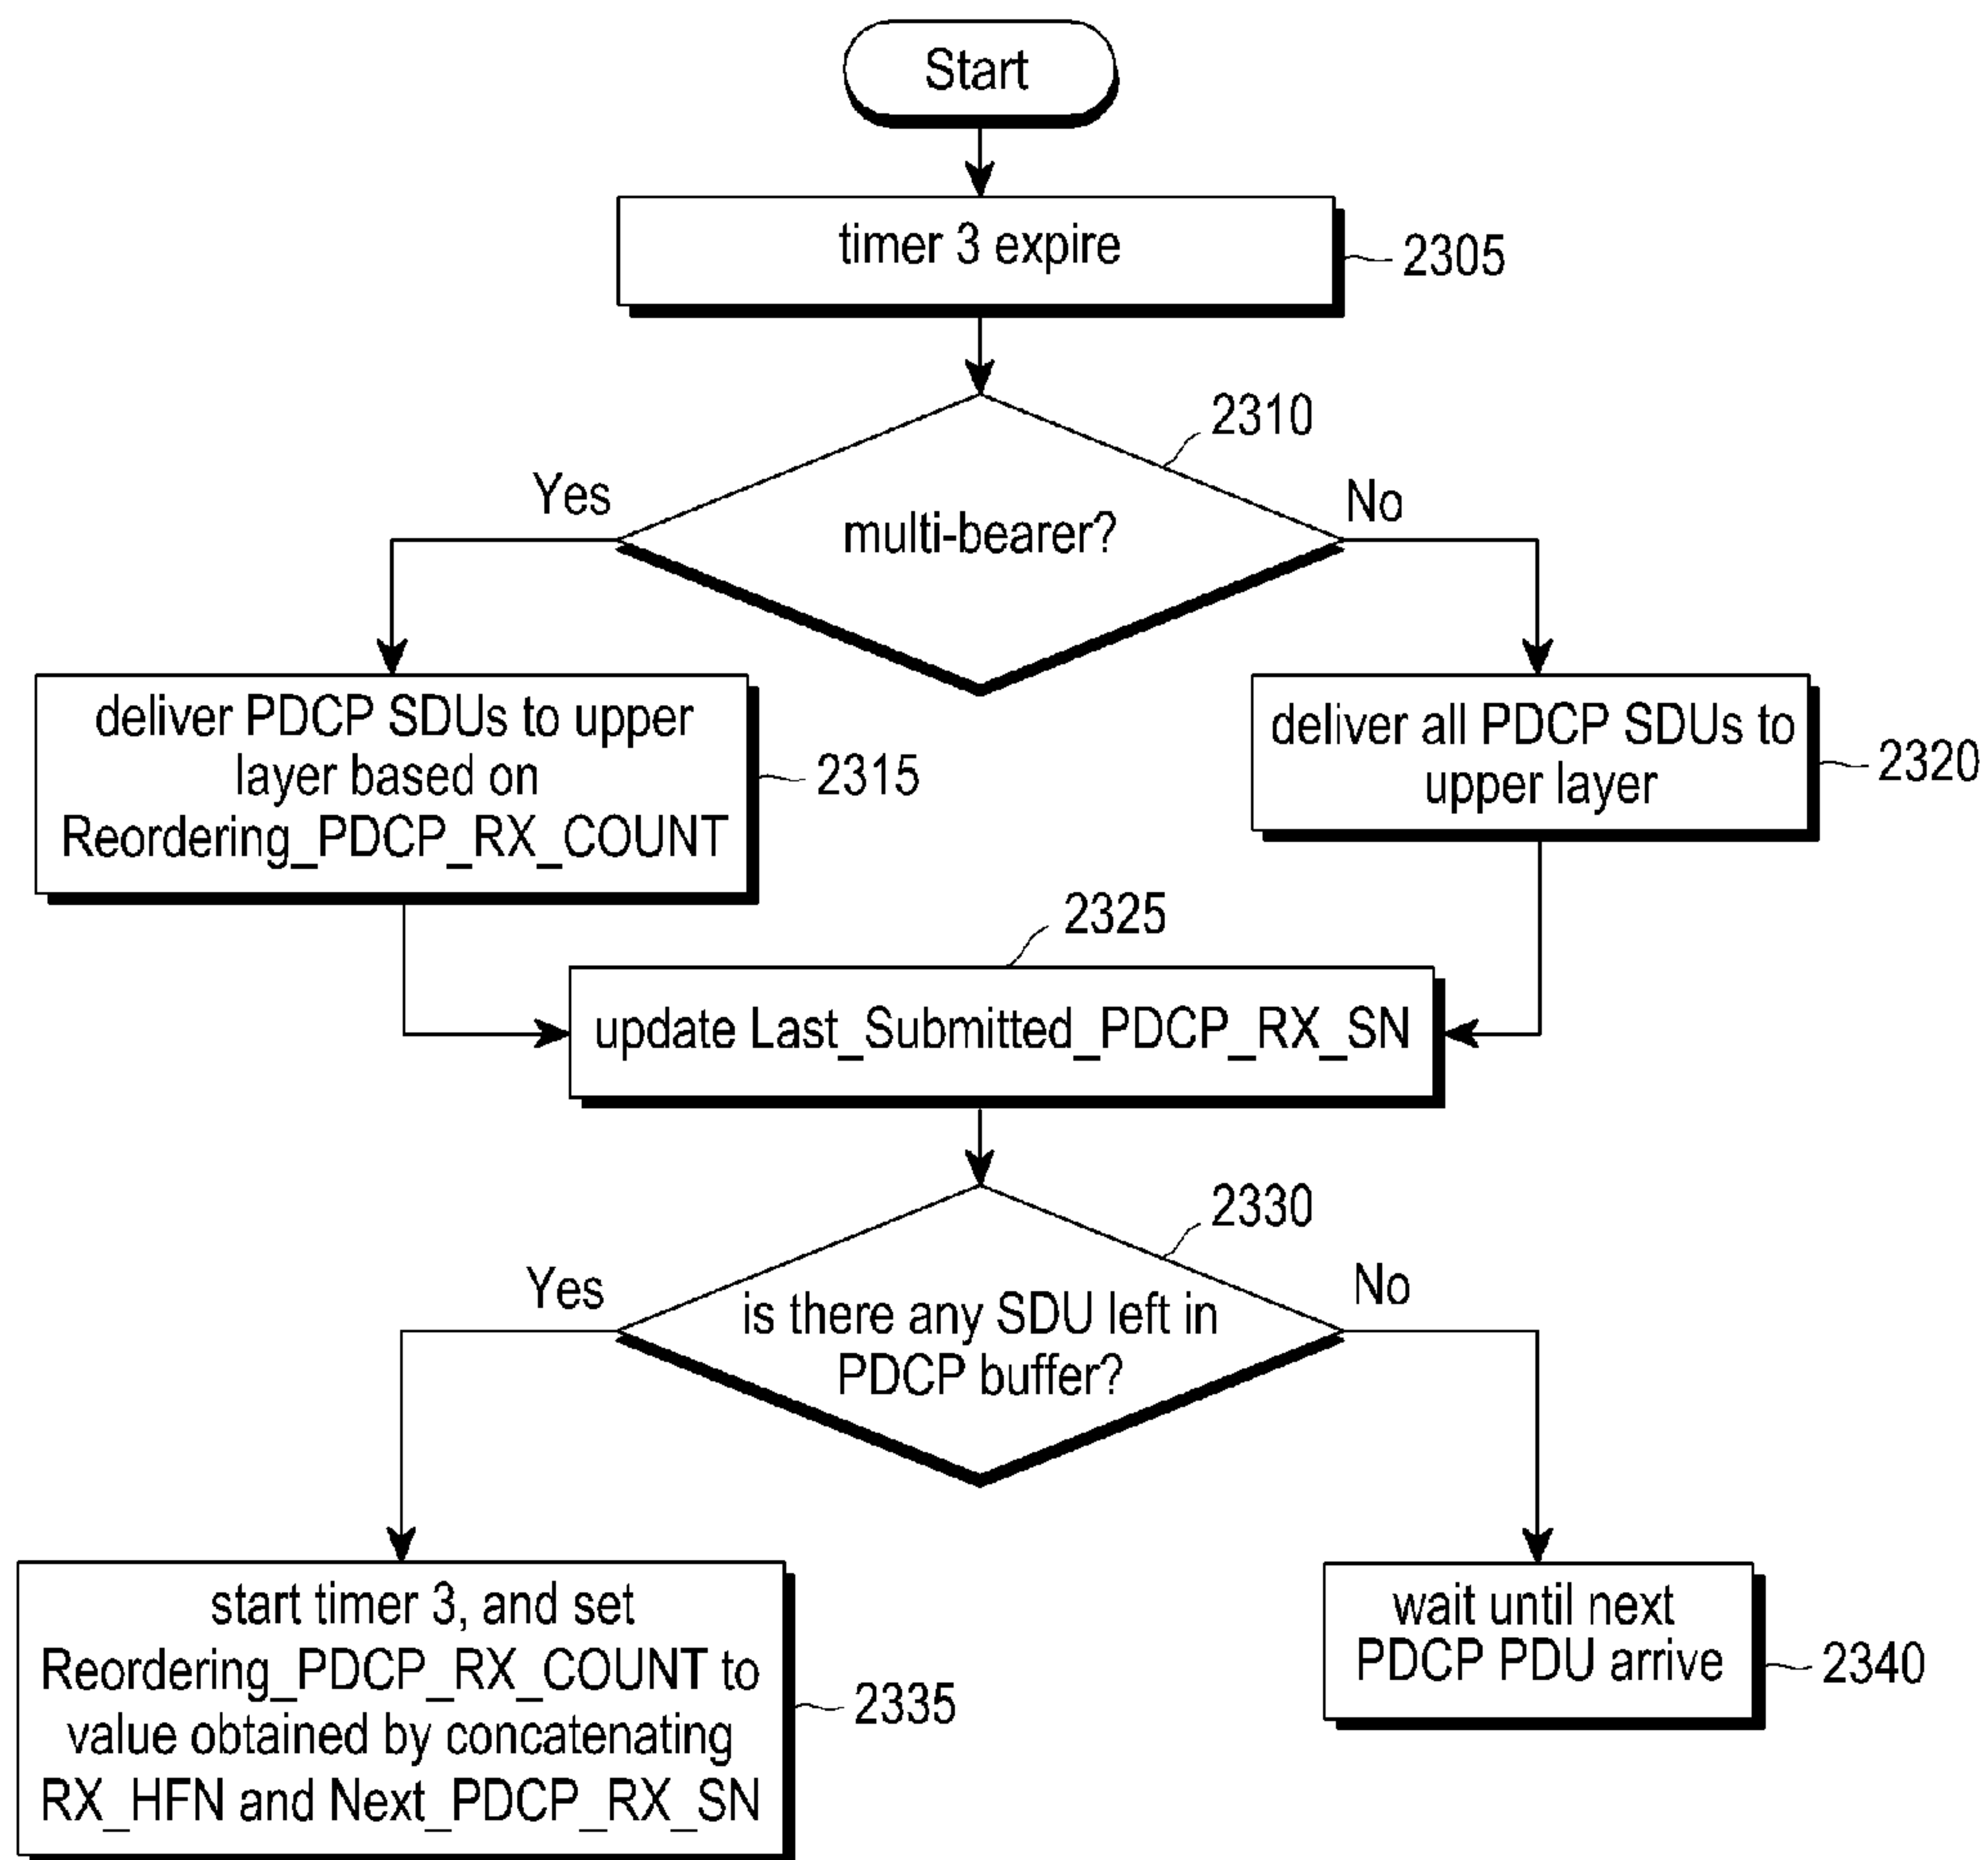 Start
timer 3 expire
2305
2310
Yes
No
multi-bearer?
deliver PDCP SDUs to upper
layer based on
Reordering_PDCP_RX_COUNT
2315
deliver all PDCP SDUs to
upper layer
2320
2325
update Last_Submitted_PDCP_RX_SN
2330
Yes
No
is there any SDU left in
PDCP buffer?
start timer 3, and set
Reordering_PDCP_RX_COUNT to
value obtained by concatenating
RX_HFN and Next_PDCP_RX_SN
2335
wait until next
PDCP PDU arrive
2340